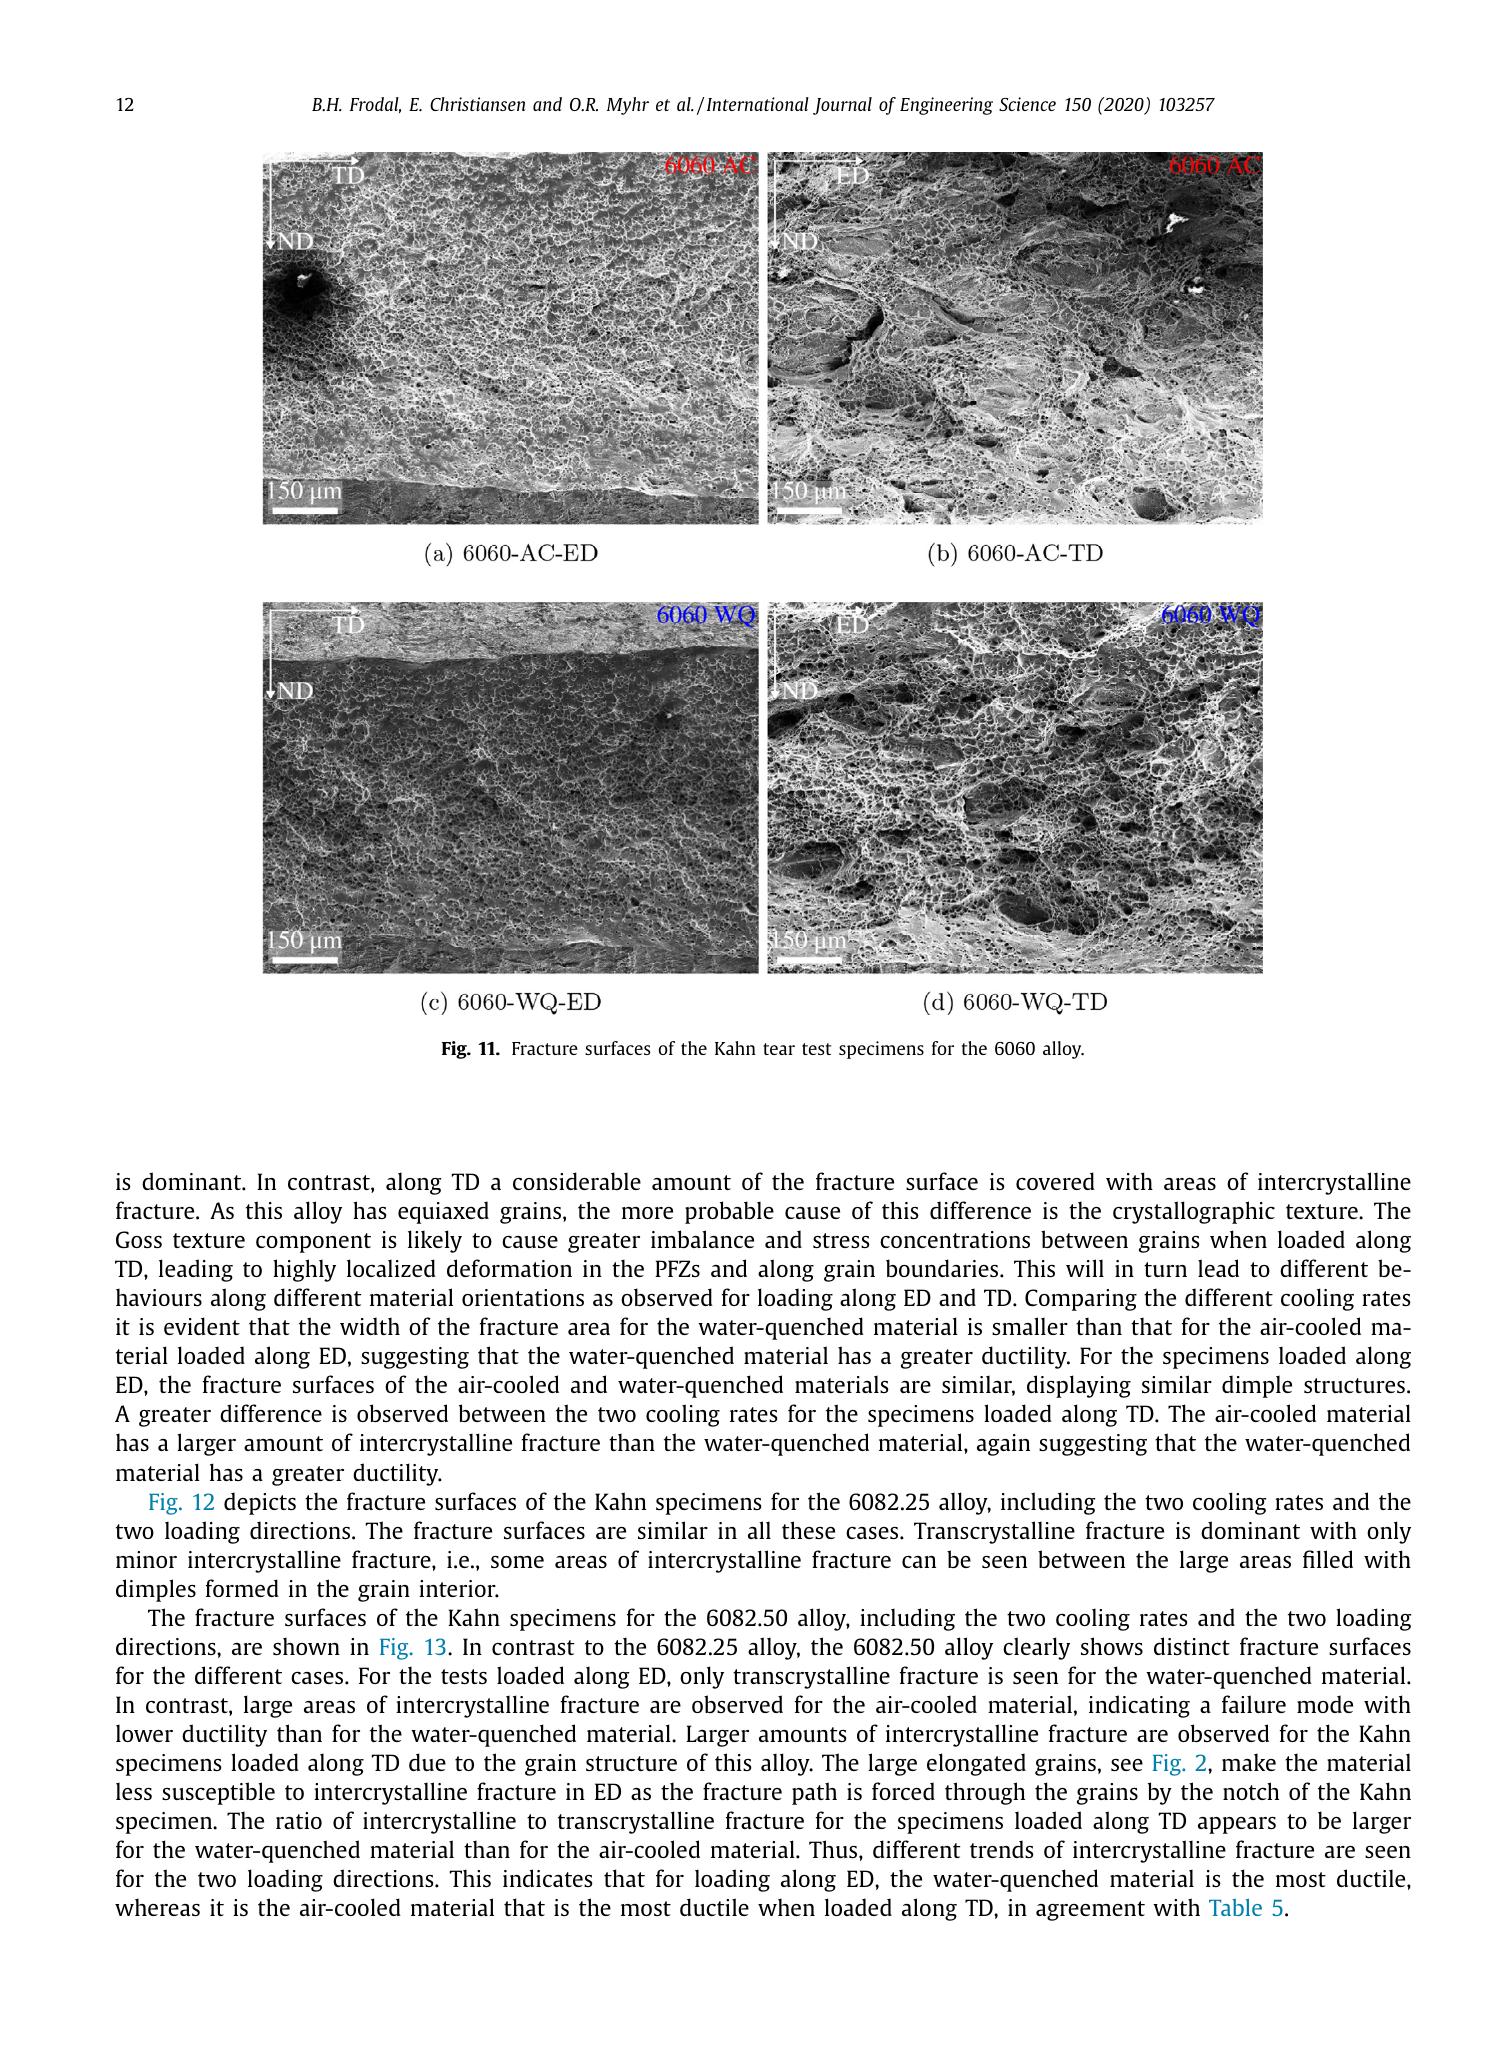 12
B.H. Frodal, E. Christiansen and O.R. Myhr et al. / International Journal of Engineering Science 150 (2020) 103257
TD
6060 AC
ND
150 µm
ED
6060 AC
ND
150 µm
(a) 6060-AC-ED
(b) 6060-AC-TD
TD
6060 WQ
ND
150 µm
ED
6060 WQ
ND
150 µm
(c) 6060-WQ-ED
(d) 6060-WQ-TD
Fig. 11. Fracture surfaces of the Kahn tear test specimens for the 6060 alloy.
is dominant. In contrast, along TD a considerable amount of the fracture surface is covered with areas of intercrystalline
fracture. As this alloy has equiaxed grains, the more probable cause of this difference is the crystallographic texture. The
Goss texture component is likely to cause greater imbalance and stress concentrations between grains when loaded along
TD, leading to highly localized deformation in the PFZs and along grain boundaries. This will in turn lead to different be-
haviours along different material orientations as observed for loading along ED and TD. Comparing the different cooling rates
it is evident that the width of the fracture area for the water-quenched material is smaller than that for the air-cooled ma-
terial loaded along ED, suggesting that the water-quenched material has a greater ductility. For the specimens loaded along
ED, the fracture surfaces of the air-cooled and water-quenched materials are similar, displaying similar dimple structures.
A greater difference is observed between the two cooling rates for the specimens loaded along TD. The air-cooled material
has a larger amount of intercrystalline fracture than the water-quenched material, again suggesting that the water-quenched
material has a greater ductility.
Fig. 12 depicts the fracture surfaces of the Kahn specimens for the 6082.25 alloy, including the two cooling rates and the
two loading directions. The fracture surfaces are similar in all these cases. Transcrystalline fracture is dominant with only
minor intercrystalline fracture, i.e., some areas of intercrystalline fracture can be seen between the large areas filled with
dimples formed in the grain interior.
The fracture surfaces of the Kahn specimens for the 6082.50 alloy, including the two cooling rates and the two loading
directions, are shown in Fig. 13. In contrast to the 6082.25 alloy, the 6082.50 alloy clearly shows distinct fracture surfaces
for the different cases. For the tests loaded along ED, only transcrystalline fracture is seen for the water-quenched material.
In contrast, large areas of intercrystalline fracture are observed for the air-cooled material, indicating a failure mode with
lower ductility than for the water-quenched material. Larger amounts of intercrystalline fracture are observed for the Kahn
specimens loaded along TD due to the grain structure of this alloy. The large elongated grains, see Fig. 2, make the material
less susceptible to intercrystalline fracture in ED as the fracture path is forced through the grains by the notch of the Kahn
specimen. The ratio of intercrystalline to transcrystalline fracture for the specimens loaded along TD appears to be larger
for the water-quenched material than for the air-cooled material. Thus, different trends of intercrystalline fracture are seen
for the two loading directions. This indicates that for loading along ED, the water-quenched material is the most ductile,
whereas it is the air-cooled material that is the most ductile when loaded along TD, in agreement with Table 5.